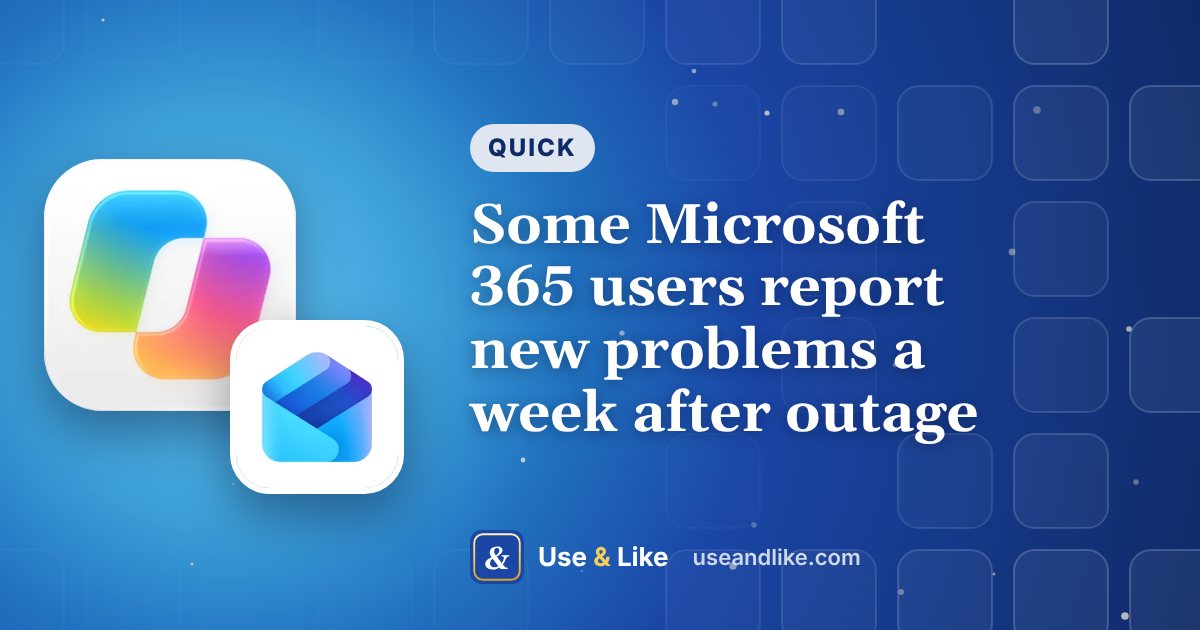 QUICK
Some Microsoft
365 users report
new problems a
week after outage
& Use & Like useandlike.com